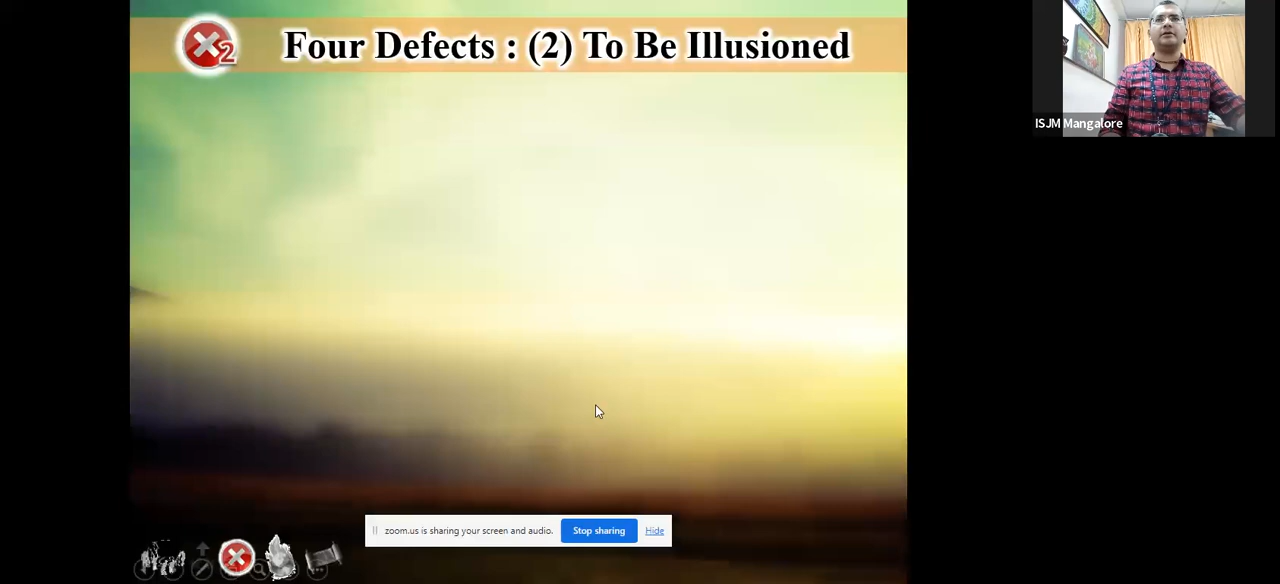 2 Four Defects : (2) To Be Illusioned
ISJM Mangalore
zoom.us is sharing your screen and audio. Stop sharing Hide